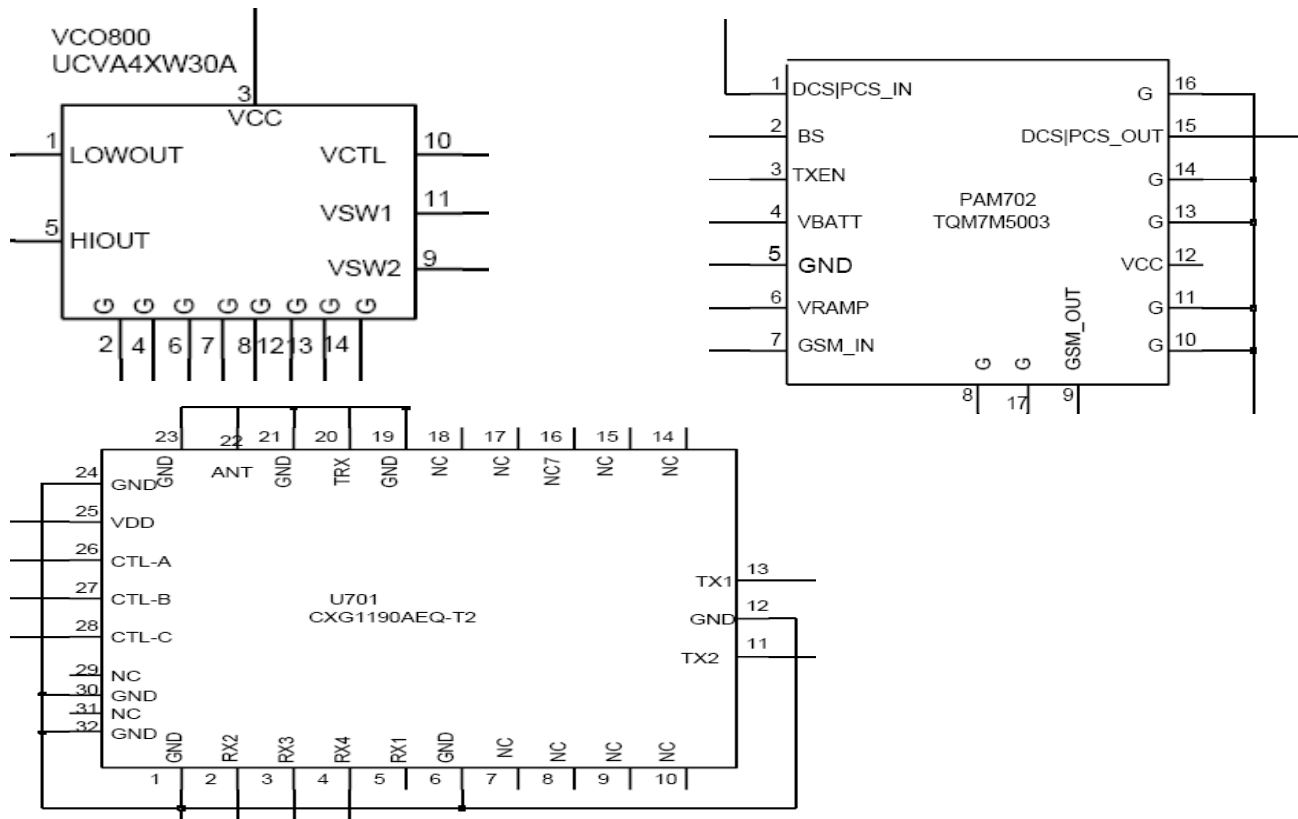 VCO800
UCVA4XW30A
3
VCC
1 LOWOUT VCTL 10
VSW1 11
5 HIOUT
VSW2 9
G G G G G G G G
2 4 6 7 8 12 13 14
1 DCS|PCS_IN G 16
2 BS DCS|PCS_OUT 15
3 TXEN G 14
PAM702
4 VBATT TQM7M5003 G 13
5 GND VCC 12
6 VRAMP G 11
7 GSM_IN G 10
G G GSM_OUT
8 17 9
23 22 21 20 19 18 17 16 15 14
GND ANT GND TRX GND NC NC NC7 NC NC
24 GND
25 VDD
26 CTL-A
TX1 13
27 CTL-B U701 GND 12
CXG1190AEQ-T2
28 CTL-C
TX2 11
29 NC
30 GND
31 NC
32 GND
GND RX2 RX3 RX4 RX1 GND NC NC NC NC
1 2 3 4 5 6 7 8 9 10